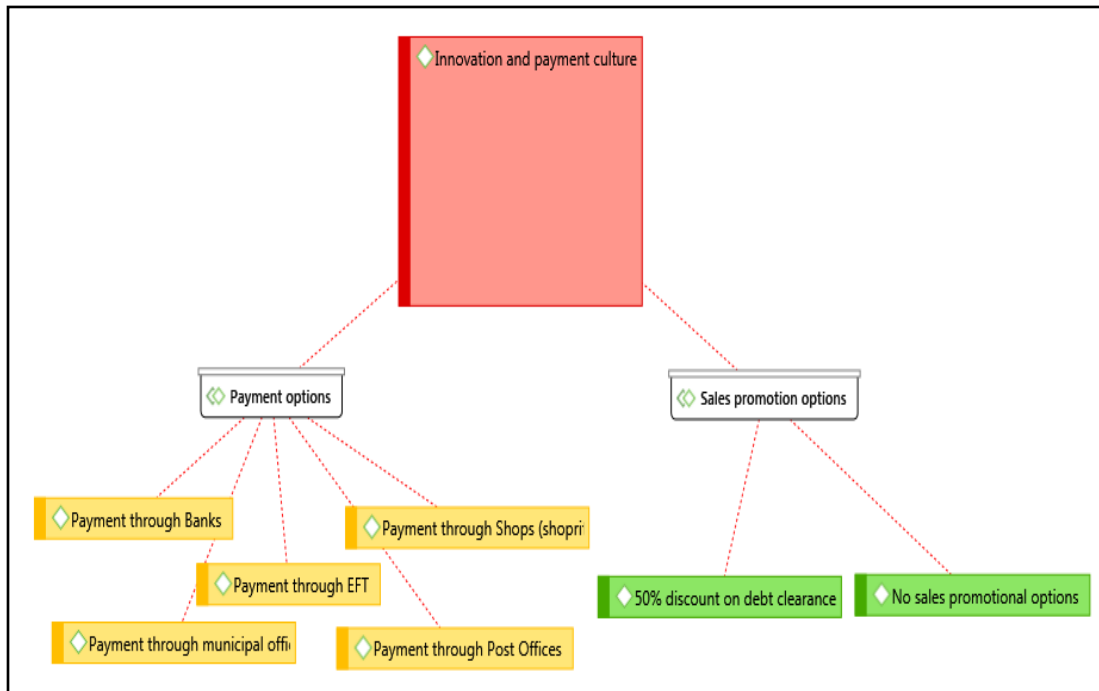 Innovation and payment culture
Payment options
Sales promotion options
Payment through Banks
Payment through Shops (shoprit
Payment through EFT
50% discount on debt clearance
No sales promotional options
Payment through municipal offi
Payment through Post Offices